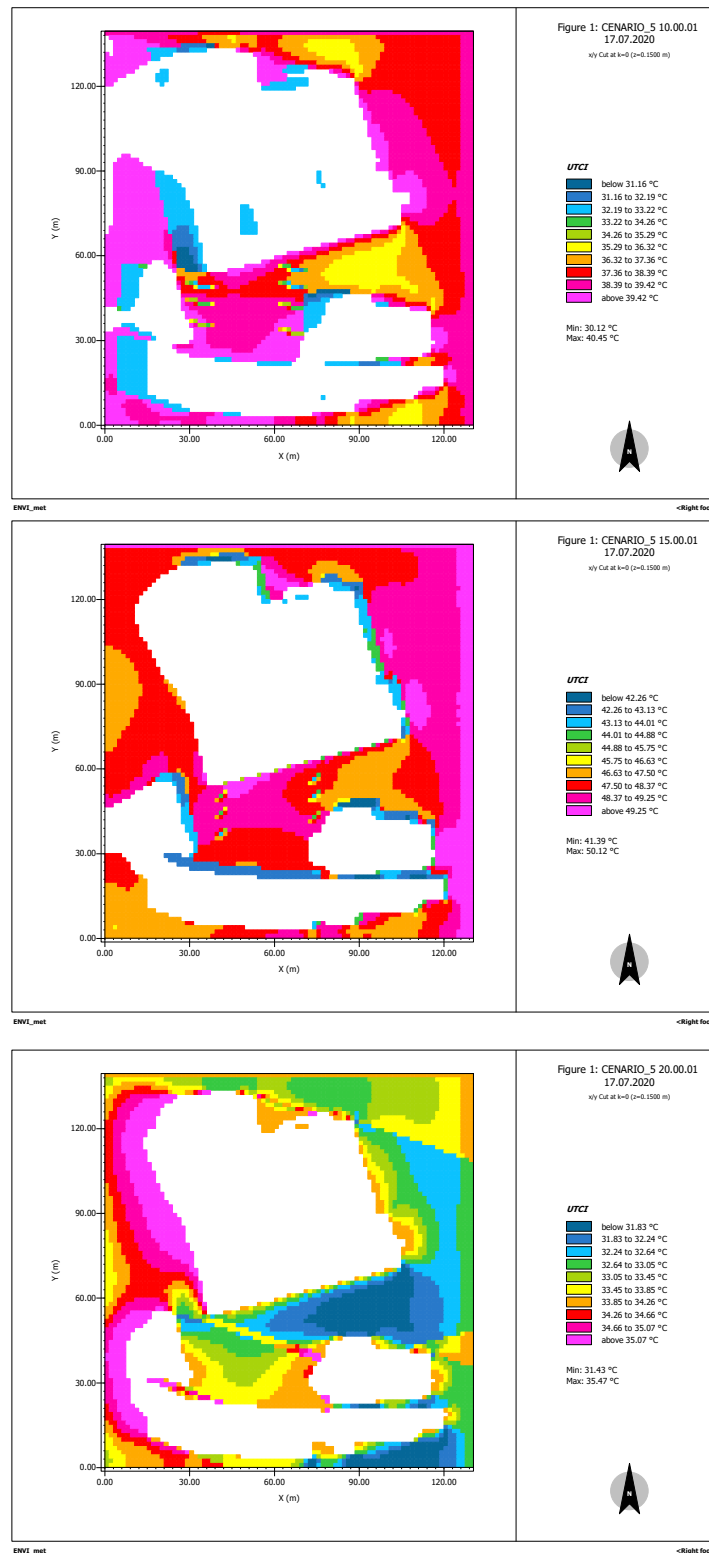 Figure 1: CENARIO_5 10.00.01
17.07.2020
x/y Cut at k=0 (z=0.1500 m)
120.00
90.00
Y (m)
60.00
30.00
0.00
0.00 30.00 60.00 90.00 120.00
X (m)
UTCI
below 31.16 °C
31.16 to 32.19 °C
32.19 to 33.22 °C
33.22 to 34.26 °C
34.26 to 35.29 °C
35.29 to 36.32 °C
36.32 to 37.36 °C
37.36 to 38.39 °C
38.39 to 39.42 °C
above 39.42 °C
Min: 30.12 °C
Max: 40.45 °C
N
ENVI_met
<Right foo
Figure 1: CENARIO_5 15.00.01
17.07.2020
x/y Cut at k=0 (z=0.1500 m)
120.00
90.00
Y (m)
60.00
30.00
0.00
0.00 30.00 60.00 90.00 120.00
X (m)
UTCI
below 42.26 °C
42.26 to 43.13 °C
43.13 to 44.01 °C
44.01 to 44.88 °C
44.88 to 45.75 °C
45.75 to 46.63 °C
46.63 to 47.50 °C
47.50 to 48.37 °C
48.37 to 49.25 °C
above 49.25 °C
Min: 41.39 °C
Max: 50.12 °C
N
ENVI_met
<Right foo
Figure 1: CENARIO_5 20.00.01
17.07.2020
x/y Cut at k=0 (z=0.1500 m)
120.00
90.00
Y (m)
60.00
30.00
0.00
0.00 30.00 60.00 90.00 120.00
X (m)
UTCI
below 31.83 °C
31.83 to 32.24 °C
32.24 to 32.64 °C
32.64 to 33.05 °C
33.05 to 33.45 °C
33.45 to 33.85 °C
33.85 to 34.26 °C
34.26 to 34.66 °C
34.66 to 35.07 °C
above 35.07 °C
Min: 31.43 °C
Max: 35.47 °C
N
ENVI_met
<Right foo